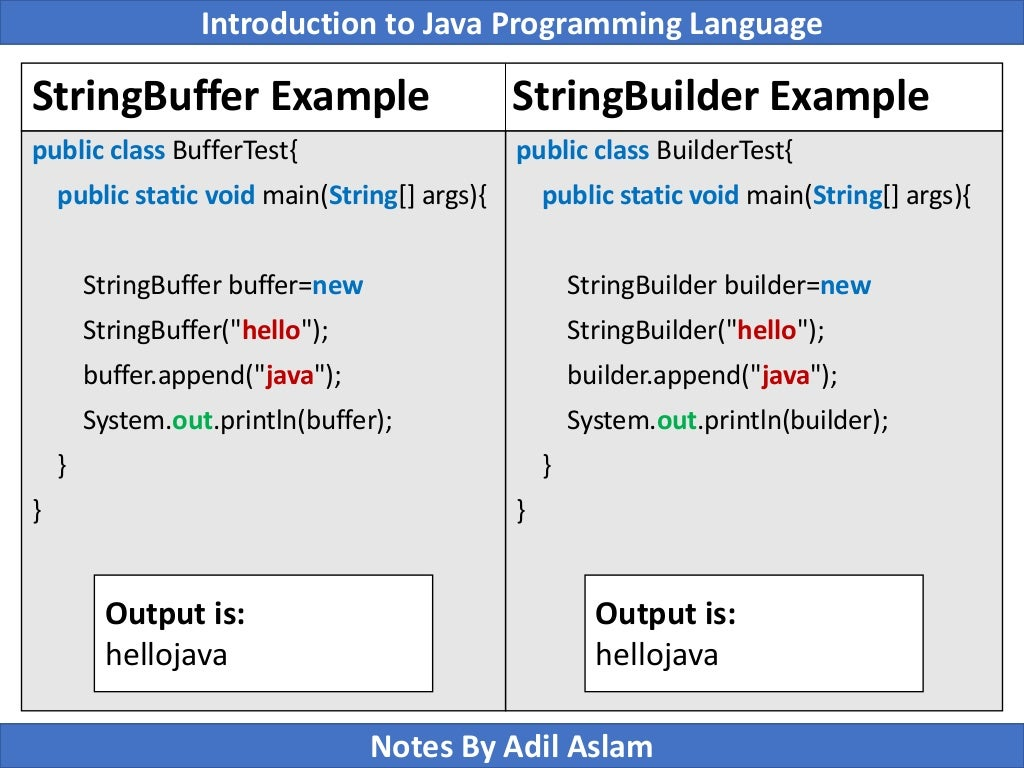 Introduction to Java Programming Language
StringBuffer Example
public class BufferTest{
public static void main(String[] args){
StringBuffer buffer=new
StringBuffer("hello");
buffer.append("java");
System.out.println(buffer);
}
}
Output is:
hellojava
StringBuilder Example
public class BuilderTest{
public static void main(String[] args){
StringBuilder builder=new
StringBuilder("hello");
builder.append("java");
System.out.println(builder);
}
}
Output is:
hellojava
Notes By Adil Aslam